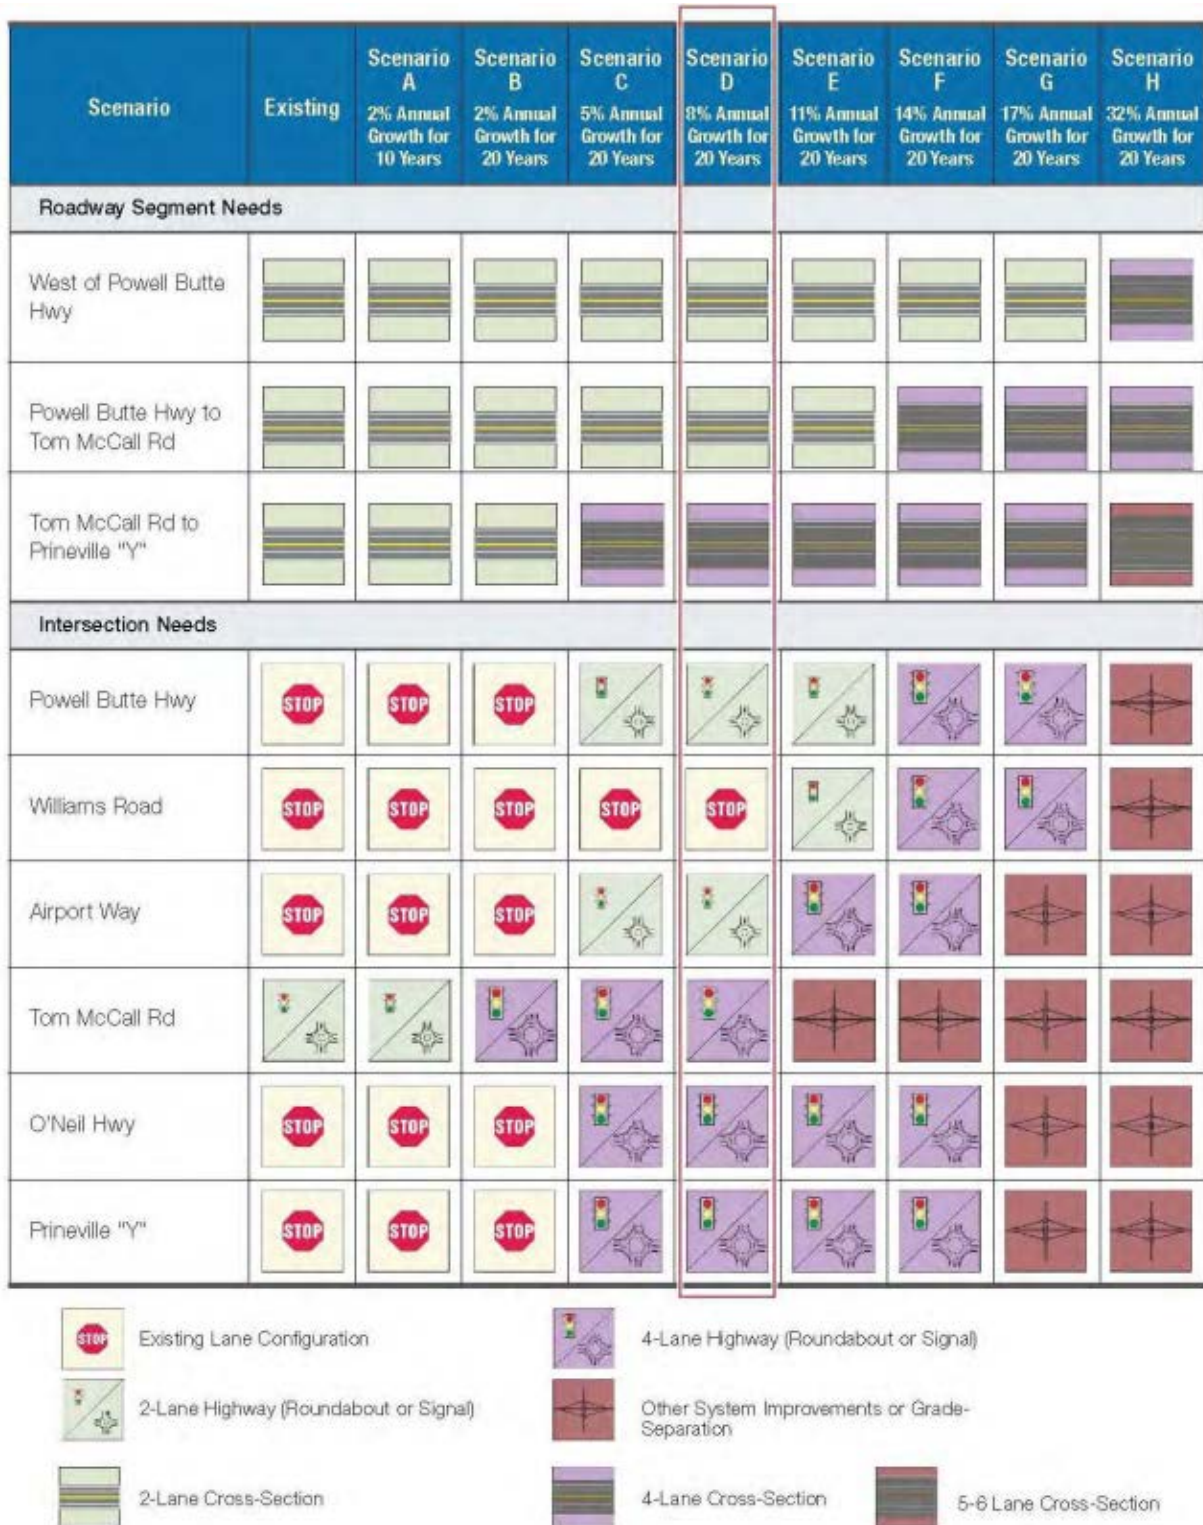 Scenario
Existing
Scenario
A
2% Annual
Growth for
10 Years
Scenario
B
2% Annual
Growth for
20 Years
Scenario
C
5% Annual
Growth for
20 Years
Scenario
D
8% Annual
Growth for
20 Years
Scenario
E
11% Annual
Growth for
20 Years
Scenario
F
14% Annual
Growth for
20 Years
Scenario
G
17% Annual
Growth for
20 Years
Scenario
H
32% Annual
Growth for
20 Years
Roadway Segment Needs
West of Powell Butte
Hwy
Powell Butte Hwy to
Tom McCall Rd
Tom McCall Rd to
Prineville "Y"
Intersection Needs
Powell Butte Hwy
STOP STOP STOP
Williams Road
STOP STOP STOP STOP STOP
Airport Way
STOP STOP STOP
Tom McCall Rd
O'Neil Hwy
STOP STOP STOP
Prineville "Y"
STOP STOP STOP
STOP
Existing Lane Configuration
4-Lane Highway (Roundabout or Signal)
2-Lane Highway (Roundabout or Signal)
Other System Improvements or Grade-
Separation
2-Lane Cross-Section
4-Lane Cross-Section
5-6 Lane Cross-Section